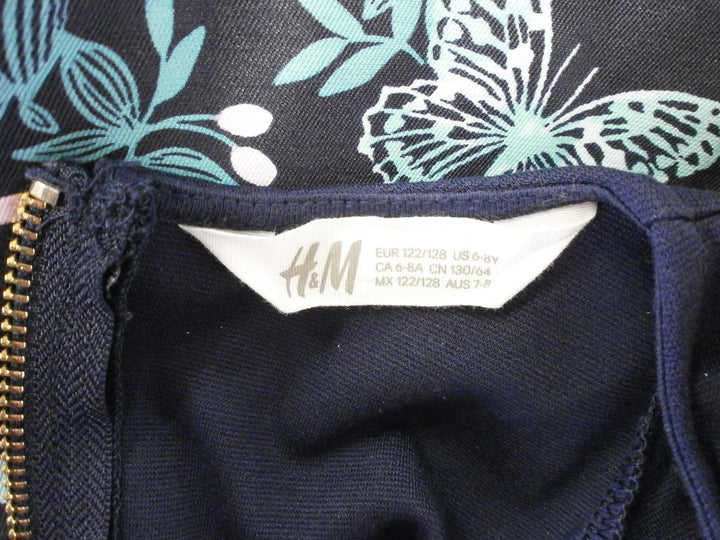 H&M
EUR 122/128 US 6-8Y
CA 6-8A CN 130/64
MX 122/128 AUS 7-8